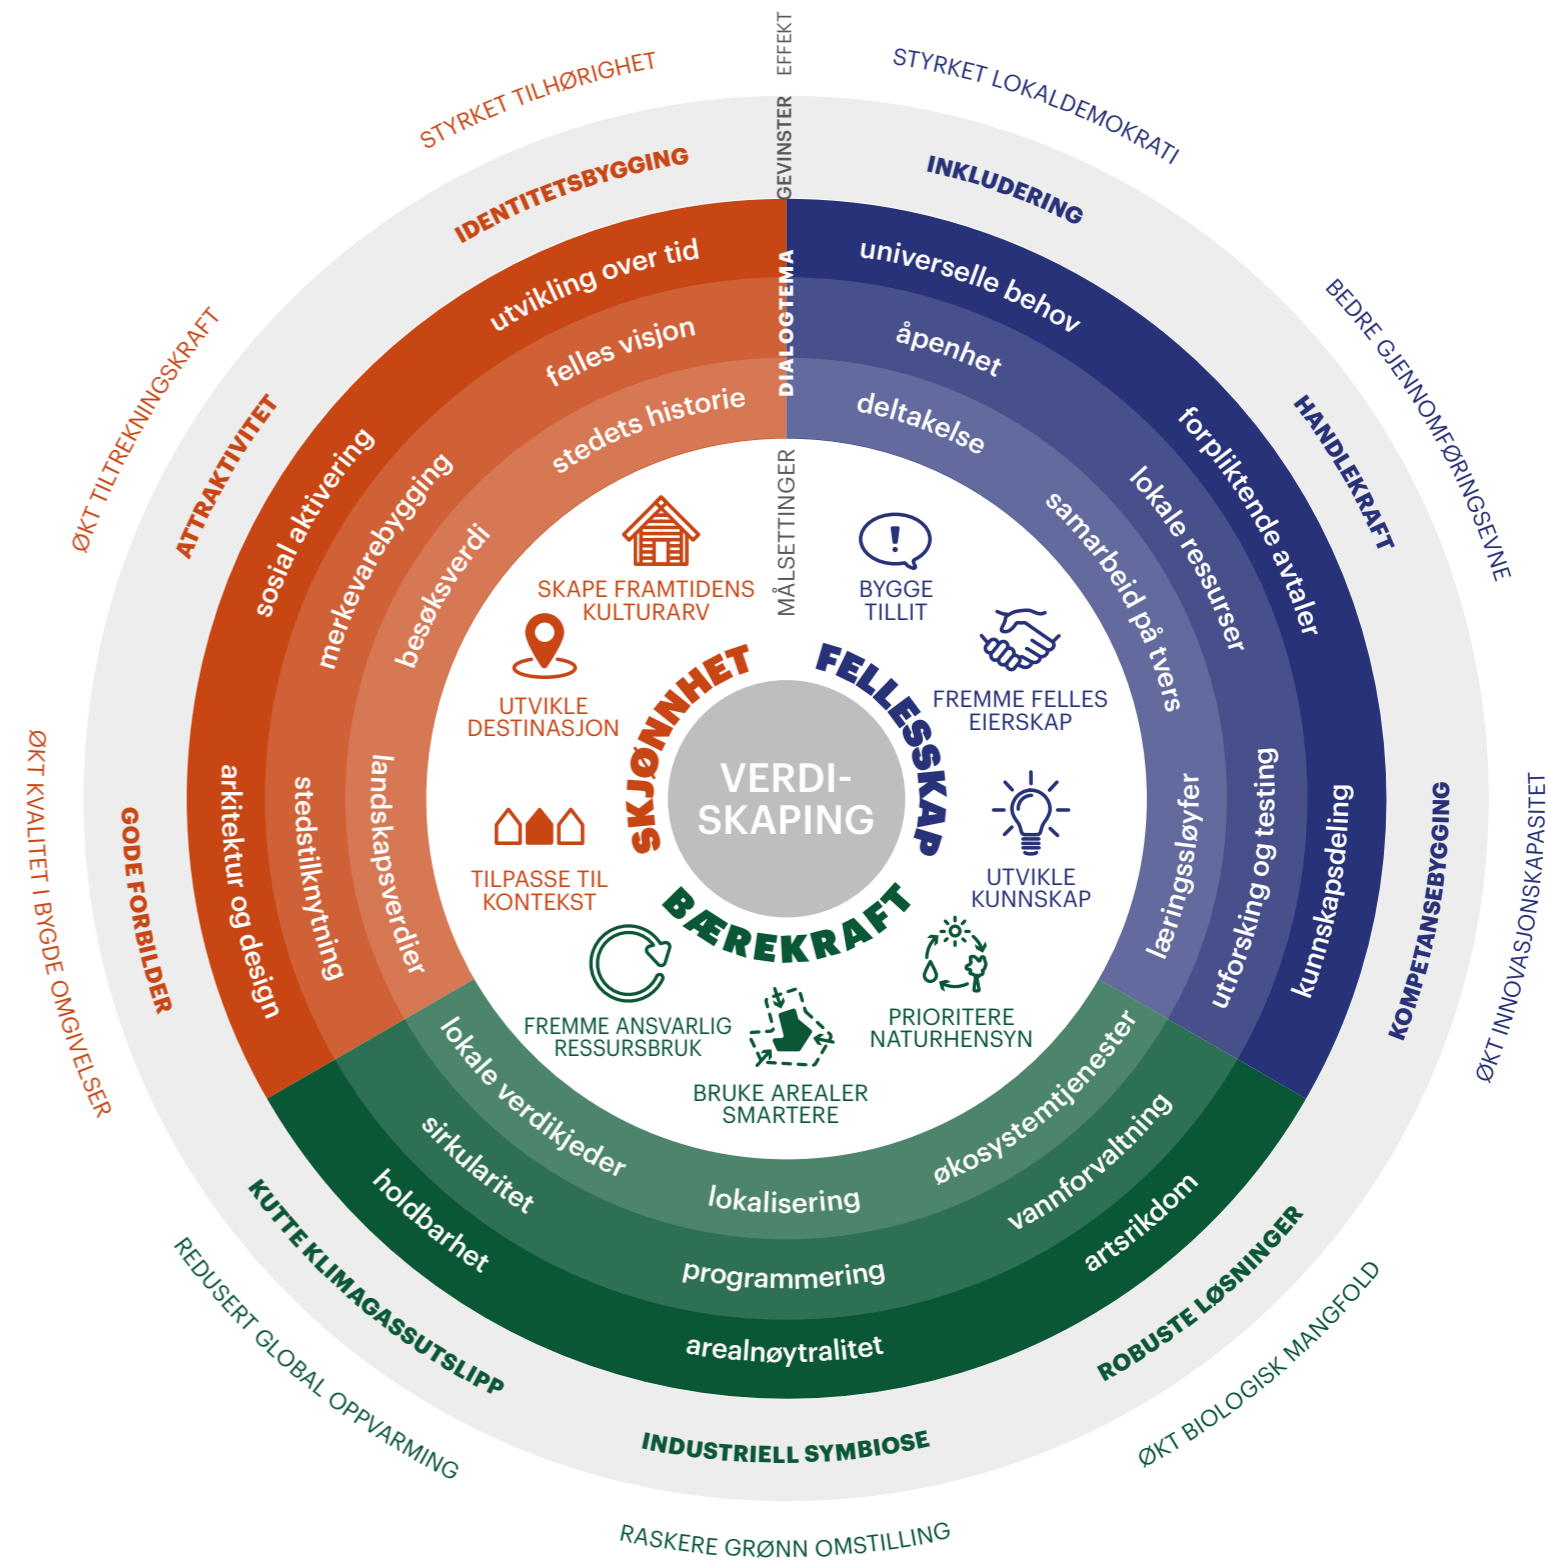 EFFEKT
GEVINSTER
DIALOGTEMA
MÅLSETTINGER
VERDI-
SKAPING
SKJØNNHET
SKAPE FRAMTIDENS
KULTURARV
stedets historie
felles visjon
utvikling over tid
IDENTITETSBYGGING
STYRKET TILHØRIGHET
UTVIKLE
DESTINASJON
besøksverdi
merkevarebygging
sosial aktivering
ATTRAKTIVITET
ØKT TILTREKNINGSKRAFT
TILPASSE TIL
KONTEKST
landskapsverdier
stedstilknytning
arkitektur og design
GODE FORBILDER
ØKT KVALITET I BYGDE OMGIVELSER
FELLESSKAP
BYGGE
TILLIT
deltakelse
åpenhet
universelle behov
INKLUDERING
STYRKET LOKALDEMOKRATI
FREMME FELLES
EIERSKAP
samarbeid på tvers
lokale ressurser
forpliktende avtaler
HANDLEKRAFT
BEDRE GJENNOMFØRINGSEVNE
UTVIKLE
KUNNSKAP
læringssløyfer
utforsking og testing
kunnskapsdeling
KOMPETANSEBYGGING
ØKT INNOVASJONSKAPASITET
BÆREKRAFT
FREMME ANSVARLIG
RESSURSBRUK
lokale verdikjeder
sirkularitet
holdbarhet
KUTTE KLIMAGASSUTSLIPP
REDUSERT GLOBAL OPPVARMING
BRUKE AREALER
SMARTERE
lokalisering
programmering
arealnøytralitet
INDUSTRIELL SYMBIOSE
RASKERE GRØNN OMSTILLING
PRIORITERE
NATURHENSYN
økosystemtjenester
vannforvaltning
artsrikdom
ROBUSTE LØSNINGER
ØKT BIOLOGISK MANGFOLD